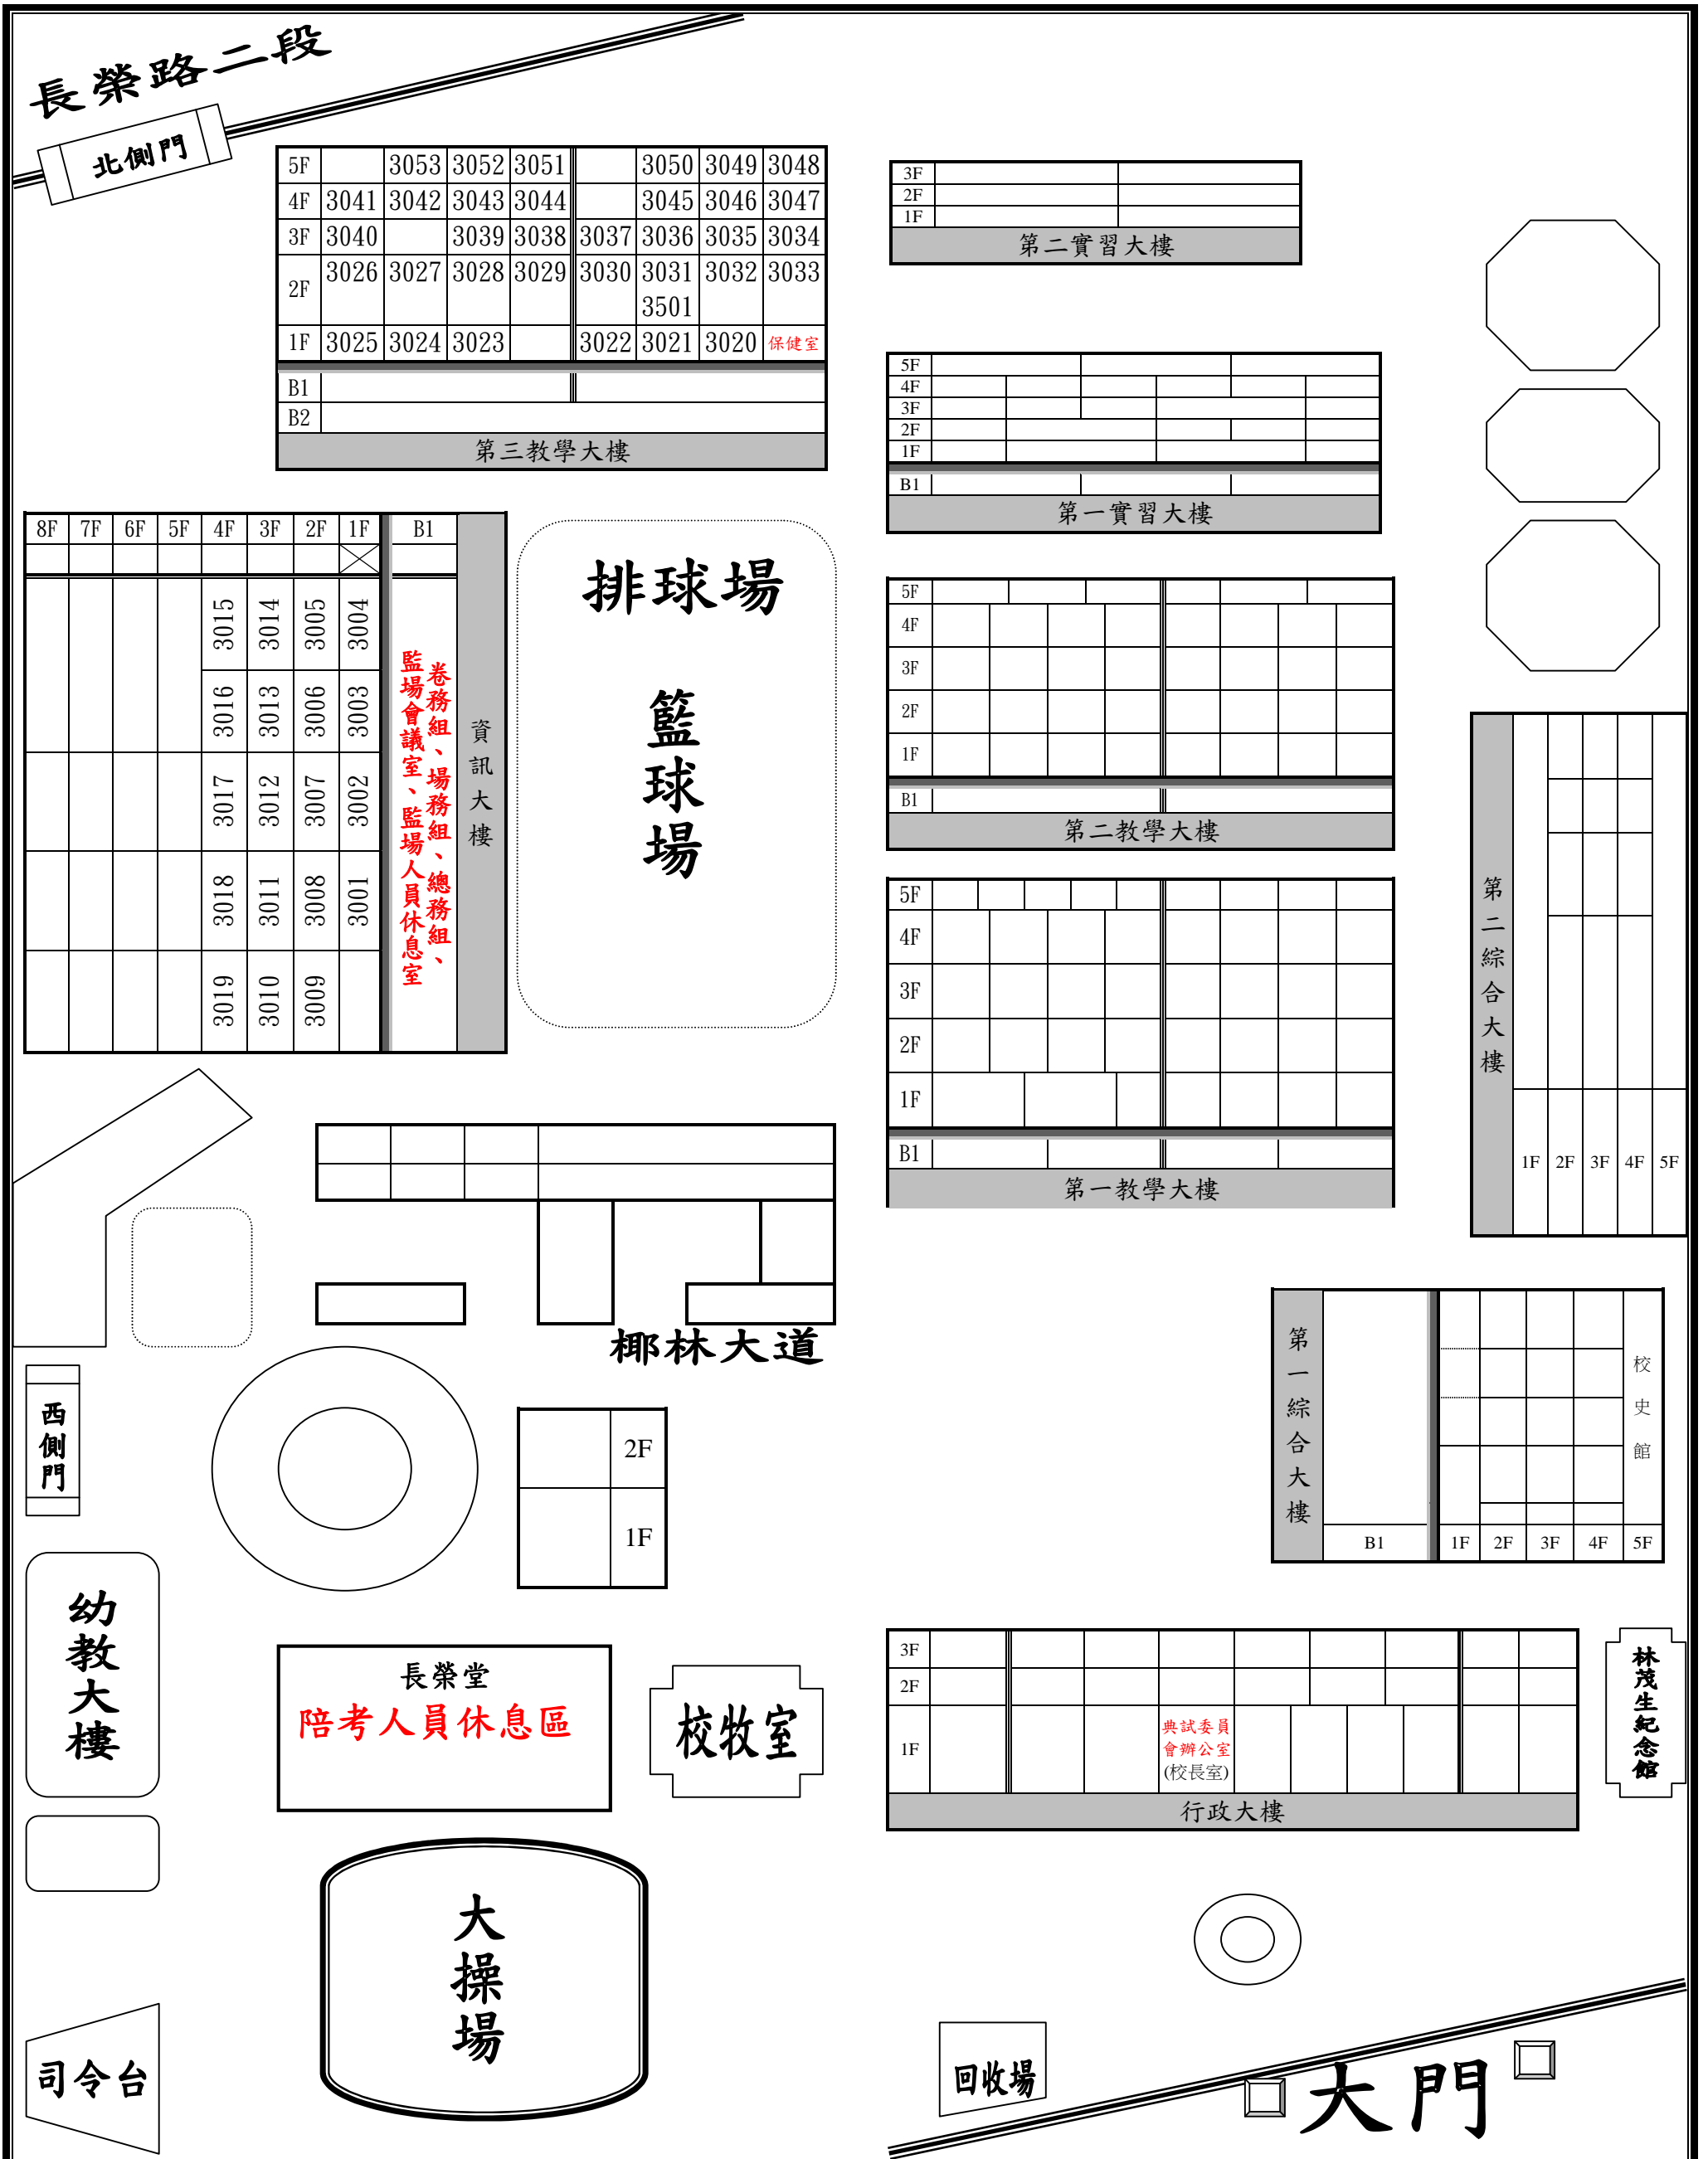 長榮路二段
北側門
5F 3053 3052 3051 3050 3049 3048
4F 3041 3042 3043 3044 3045 3046 3047
3F 3040 3039 3038 3037 3036 3035 3034
2F 3026 3027 3028 3029 3030 3031 3032 3033
3501
1F 3025 3024 3023 3022 3021 3020 保健室
B1
B2
第三教學大樓
3F
2F
1F
第二實習大樓
5F
4F
3F
2F
1F
B1
第一實習大樓
8F 7F 6F 5F 4F 3F 2F 1F B1
3015 3014 3005 3004
3016 3013 3006 3003
3017 3012 3007 3002
3018 3011 3008 3001
3019 3010 3009
卷務組、場務組、總務組、
監場會議室、監場人員休息室
資訊大樓
排球場
籃球場
5F
4F
3F
2F
1F
B1
第二教學大樓
5F
4F
3F
2F
1F
B1
第一教學大樓
第二綜合大樓
1F 2F 3F 4F 5F
椰林大道
西側門
2F
1F
第一綜合大樓
校史館
B1 1F 2F 3F 4F 5F
幼教大樓
長榮堂
陪考人員休息區
校牧室
3F
2F
1F
典試委員
會辦公室
(校長室)
行政大樓
林茂生紀念館
大操場
司令台
回收場
大門